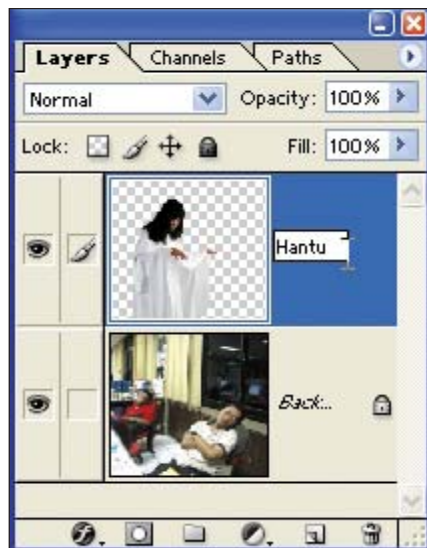 Layers Channels Paths
Normal Opacity: 100%
Lock: Fill: 100%
Hantu
Back...